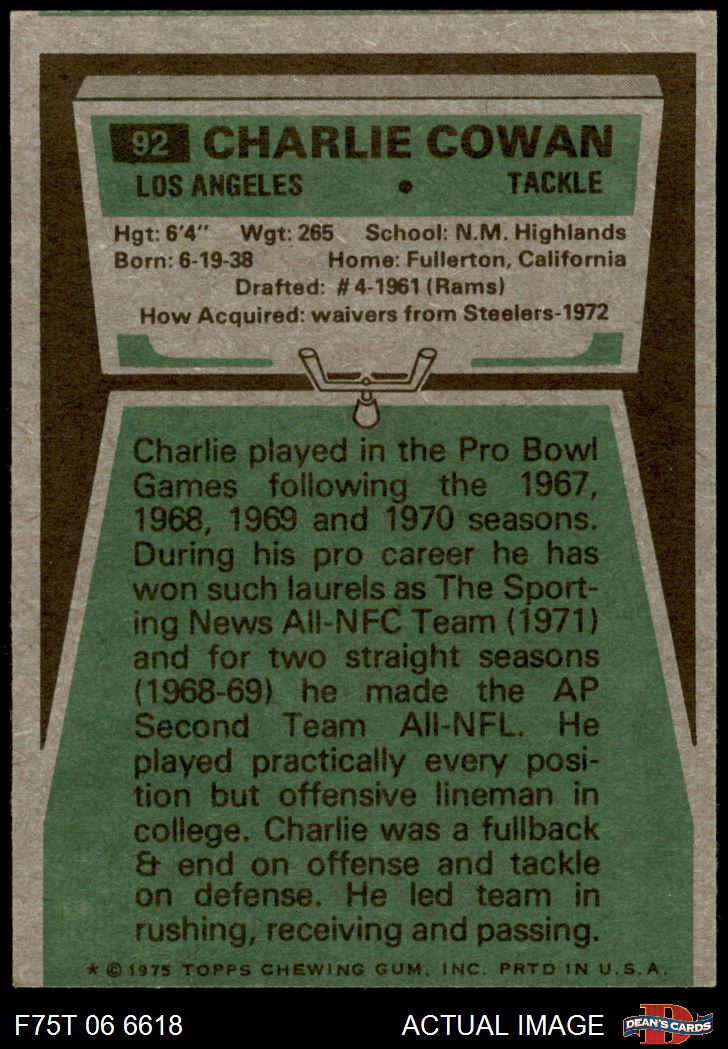 92 CHARLIE COWAN
LOS ANGELES • TACKLE
Hgt: 6'4" Wgt: 265 School: N.M. Highlands
Born: 6-19-38 Home: Fullerton, California
Drafted: #4-1961 (Rams)
How Acquired: waivers from Steelers-1972
Charlie played in the Pro Bowl
Games following the 1967,
1968, 1969 and 1970 seasons.
During his pro career he has
won such laurels as The Sport-
ing News All-NFC Team (1971)
and for two straight seasons
(1968-69) he made the AP
Second Team All-NFL. He
played practically every posi-
tion but offensive lineman in
college. Charlie was a fullback
& end on offense and tackle
on defense. He led team in
rushing, receiving and passing.
* © 1975 TOPPS CHEWING GUM, INC. PRTD IN U.S.A.
F75T 06 6618 ACTUAL IMAGE D DEAN'S CARDS